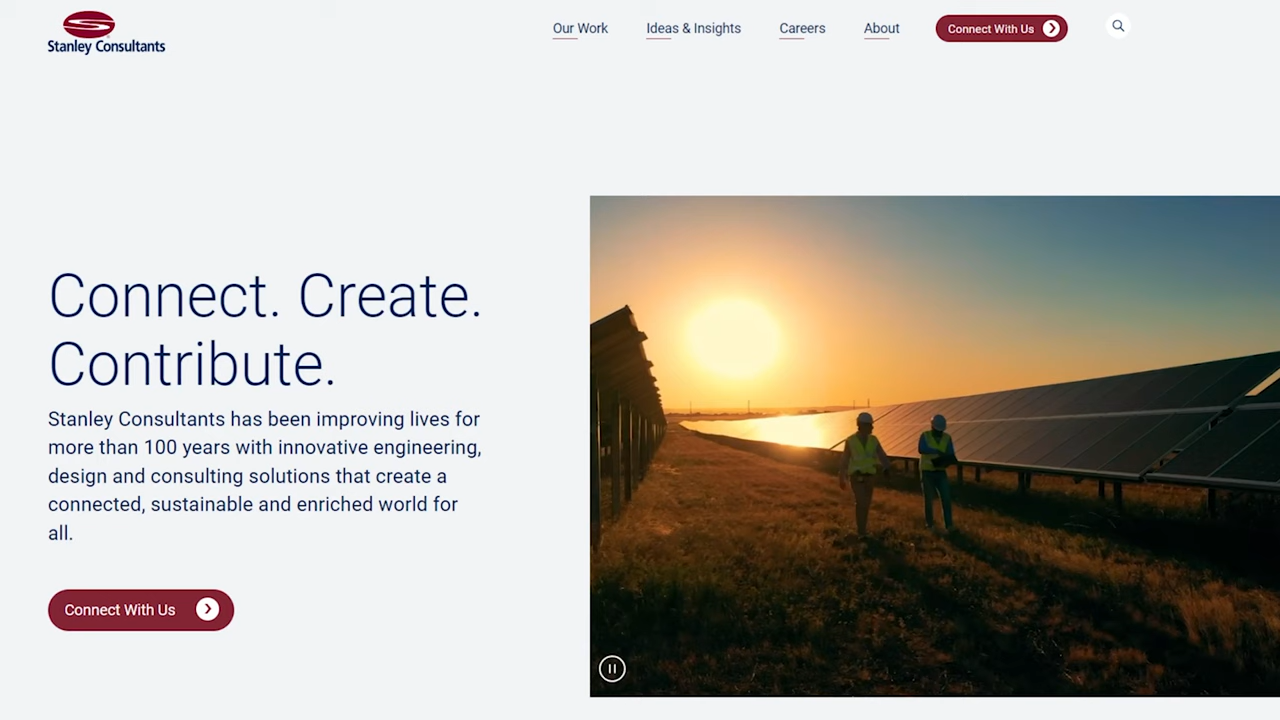 Stanley Consultants
Our Work
Ideas & Insights
Careers
About
Connect With Us
Connect. Create.
Contribute.
Stanley Consultants has been improving lives for
more than 100 years with innovative engineering,
design and consulting solutions that create a
connected, sustainable and enriched world for
all.
Connect With Us